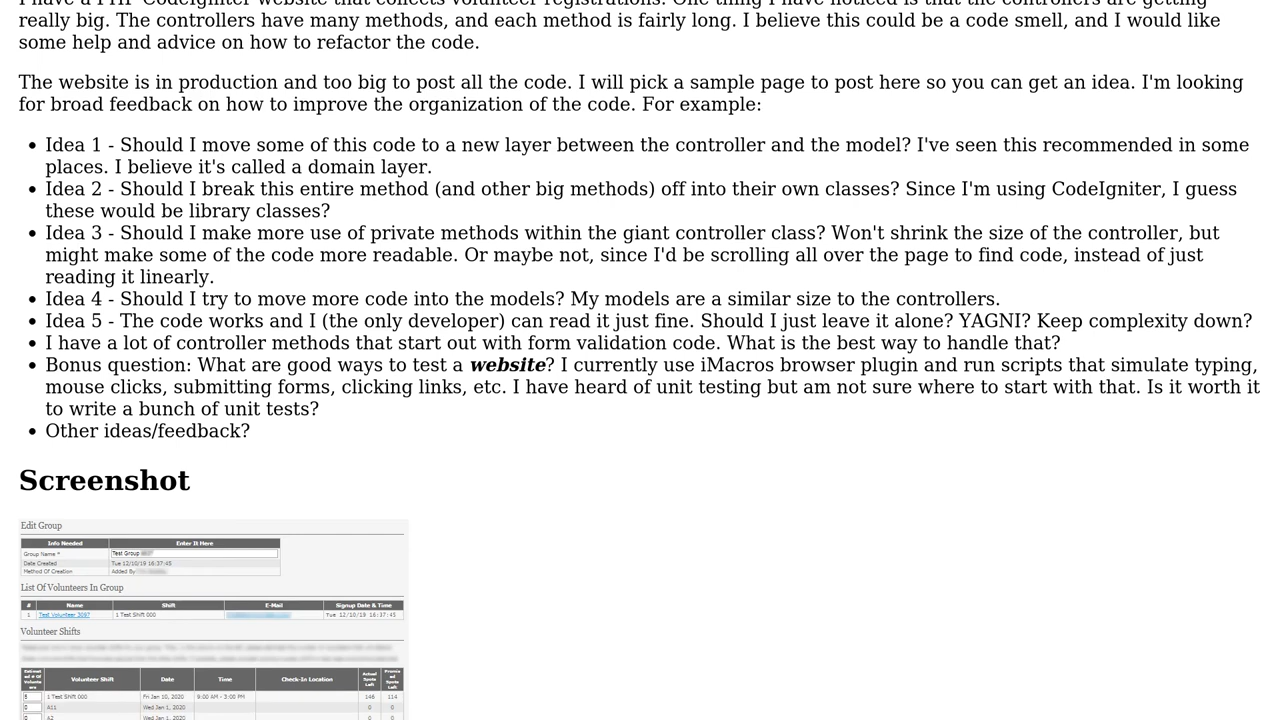 really big. The controllers have many methods, and each method is fairly long. I believe this could be a code smell, and I would like
some help and advice on how to refactor the code.
The website is in production and too big to post all the code. I will pick a sample page to post here so you can get an idea. I'm looking
for broad feedback on how to improve the organization of the code. For example:
• Idea 1 - Should I move some of this code to a new layer between the controller and the model? I've seen this recommended in some
places. I believe it's called a domain layer.
• Idea 2 - Should I break this entire method (and other big methods) off into their own classes? Since I'm using CodeIgniter, I guess
these would be library classes?
• Idea 3 - Should I make more use of private methods within the giant controller class? Won't shrink the size of the controller, but
might make some of the code more readable. Or maybe not, since I'd be scrolling all over the page to find code, instead of just
reading it linearly.
• Idea 4 - Should I try to move more code into the models? My models are a similar size to the controllers.
• Idea 5 - The code works and I (the only developer) can read it just fine. Should I just leave it alone? YAGNI? Keep complexity down?
• I have a lot of controller methods that start out with form validation code. What is the best way to handle that?
• Bonus question: What are good ways to test a website? I currently use iMacros browser plugin and run scripts that simulate typing,
mouse clicks, submitting forms, clicking links, etc. I have heard of unit testing but am not sure where to start with that. Is it worth it
to write a bunch of unit tests?
• Other ideas/feedback?
Screenshot
Edit Group
Info Needed Enter It Here
Group Name * Test Group
Date Created Tue 12/10/19 16:37:45
Method Of Creation Added By
List Of Volunteers In Group
# Name Shift E-Mail Signup Date & Time
1 Test Volunteer 3097 1 Test Shift 000 Tue 12/10/19 16:37:45
Volunteer Shifts
Volunteer Shift Date Time Check-In Location Actual Spots Left
5 1 Test Shift 000 Fri Jan 10, 2020 9:00 AM - 3:00 PM 146 114
0 A11 Wed Jan 1, 2020 0 0
0 A2 Wed Jan 1, 2020 0 0